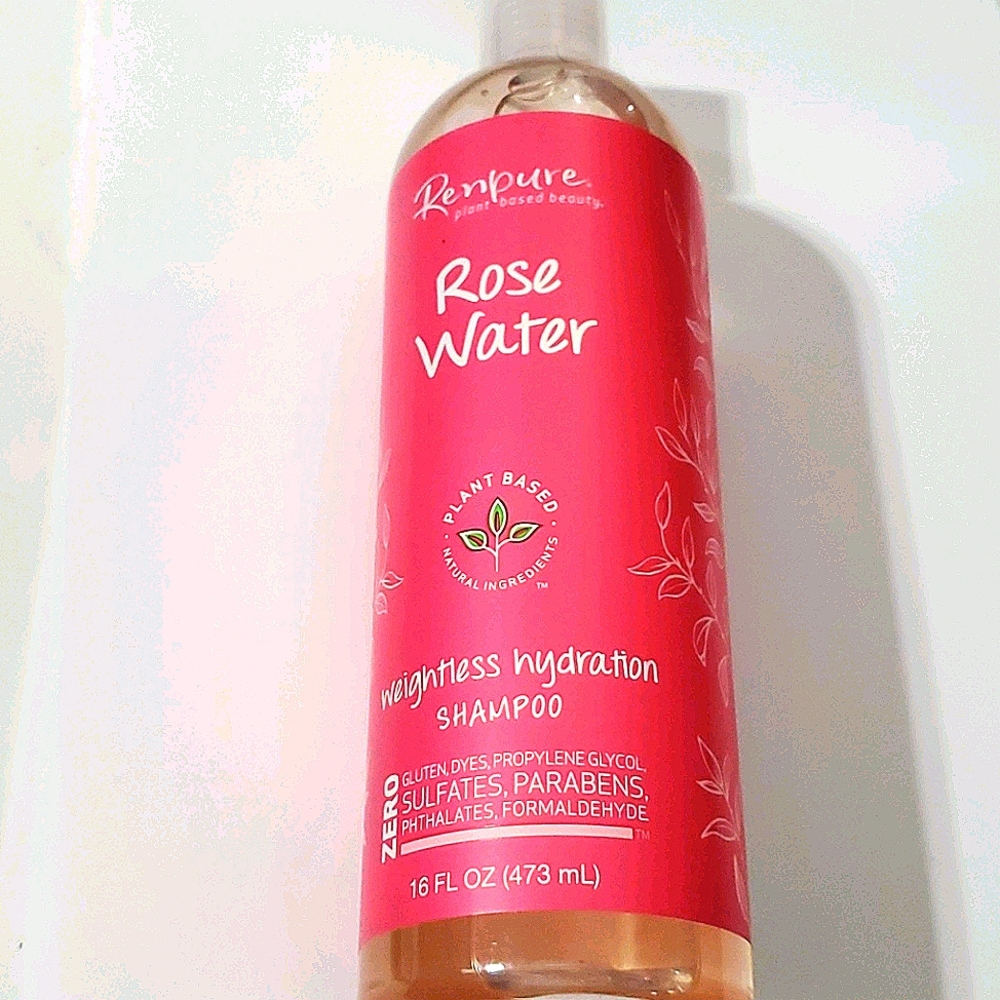 Renpure®
plant based beauty™
Rose
Water
PLANT BASED
NATURAL INGREDIENTS
™
weightless hydration
SHAMPOO
ZERO
GLUTEN, DYES, PROPYLENE GLYCOL,
SULFATES, PARABENS,
PHTHALATES, FORMALDEHYDE
™
16 FL OZ (473 mL)